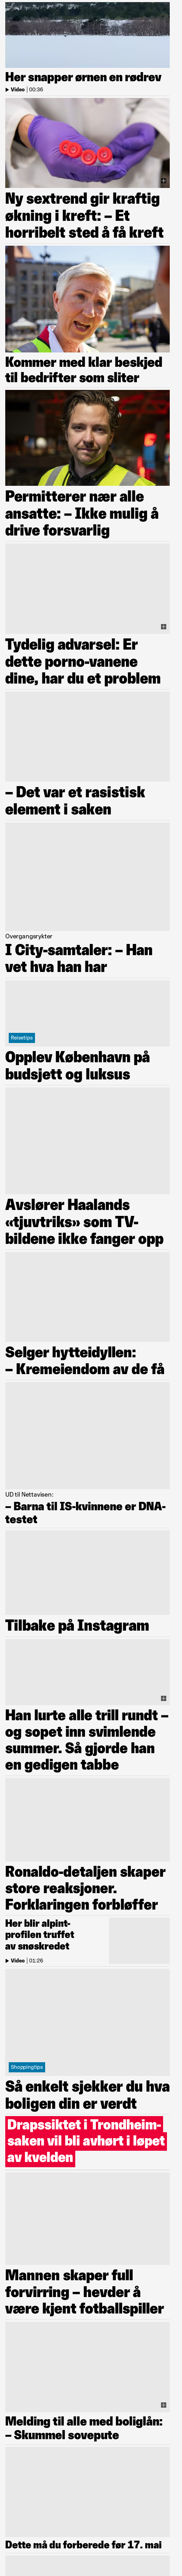 Her snapper ørnen en rødrev
Video | 00:36
Ny sextrend gir kraftig
økning i kreft: – Et
horribelt sted å få kreft
Kommer med klar beskjed
til bedrifter som sliter
Permitterer nær alle
ansatte: – Ikke mulig å
drive forsvarlig
Tydelig advarsel: Er
dette porno-vanene
dine, har du et problem
– Det var et rasistisk
element i saken
Overgangsrykter
I City-samtaler: – Han
vet hva han har
Reisetips
Opplev København på
budsjett og luksus
Avslører Haalands
«tjuvtriks» som TV-
bildene ikke fanger opp
Selger hytteidyllen:
– Kremeiendom av de få
UD til Nettavisen:
– Barna til IS-kvinnene er DNA-
testet
Tilbake på Instagram
Han lurte alle trill rundt –
og sopet inn svimlende
summer. Så gjorde han
en gedigen tabbe
Ronaldo-detaljen skaper
store reaksjoner.
Forklaringen forbløffer
Her blir alpint-
profilen truffet
av snøskredet
Video | 01:26
Shoppingtips
Så enkelt sjekker du hva
boligen din er verdt
Drapssiktet i Trondheim-
saken vil bli avhørt i løpet
av kvelden
Mannen skaper full
forvirring – hevder å
være kjent fotballspiller
Melding til alle med boliglån:
– Skummel sovepute
Dette må du forberede før 17. mai